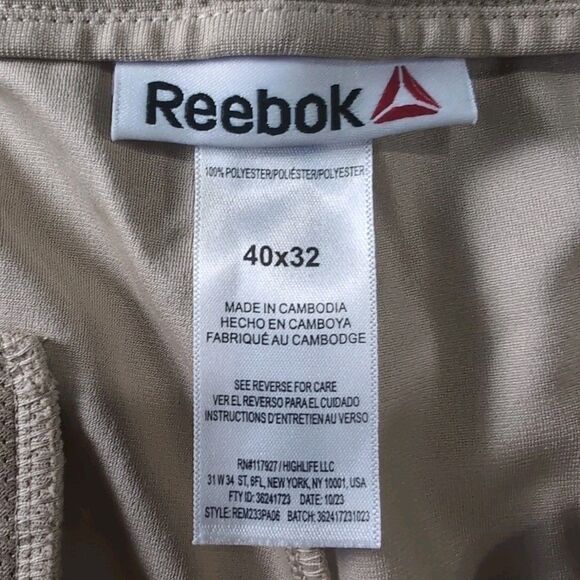 Reebok
100% POLYESTER/POLIÉSTER/POLYESTER
40x32
MADE IN CAMBODIA
HECHO EN CAMBOYA
FABRIQUÉ AU CAMBODGE
SEE REVERSE FOR CARE
VER EL REVERSO PARA EL CUIDADO
INSTRUCTIONS D'ENTRETIEN AU VERSO
RN#117927 / HIGHLIFE LLC
31 W 34 ST, 6FL, NEW YORK, NY 10001, USA
FTY ID: 36241723 DATE: 10/23
STYLE: REM233PA06 BATCH: 362417231023